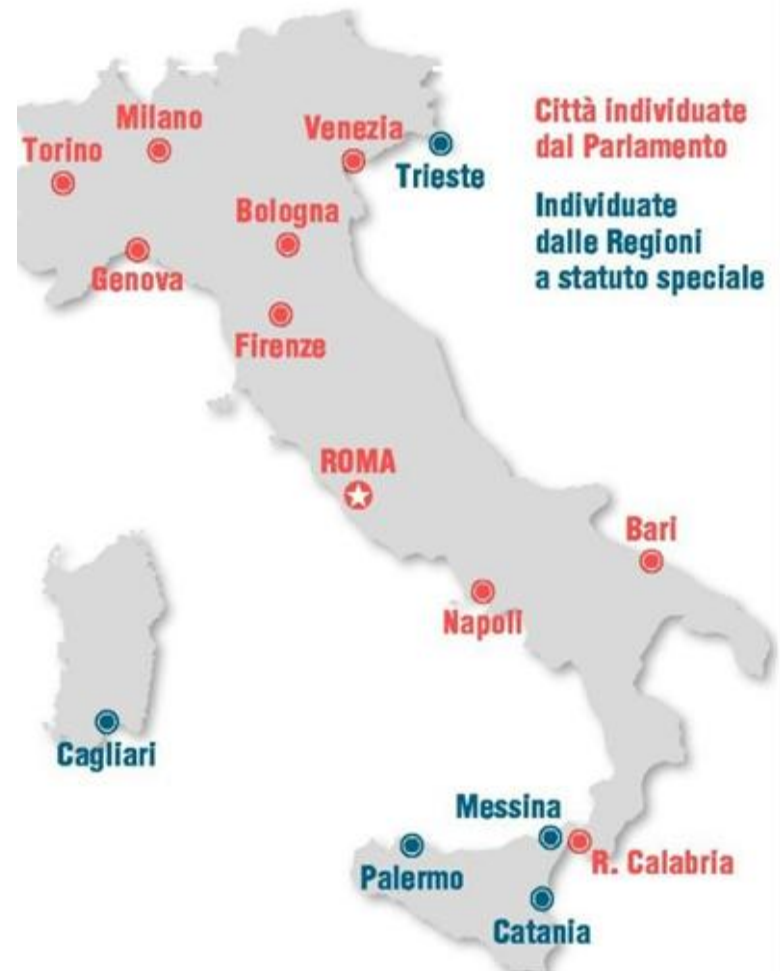 Milano
Torino
Venezia
Trieste
Bologna
Genova
Firenze
ROMA
Bari
Napoli
Cagliari
Messina
R. Calabria
Palermo
Catania
Città individuate
dal Parlamento
Individuate
dalle Regioni
a statuto speciale